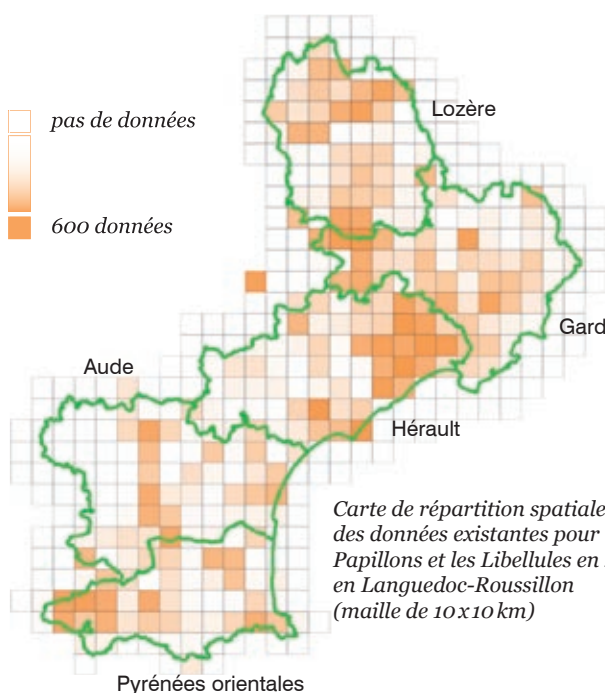 pas de données
600 données
Lozère
Gard
Aude
Hérault
Carte de répartition spatiale
des données existantes pour
Papillons et les Libellules en
en Languedoc-Roussillon
(maille de 10 x 10 km)
Pyrénées orientales